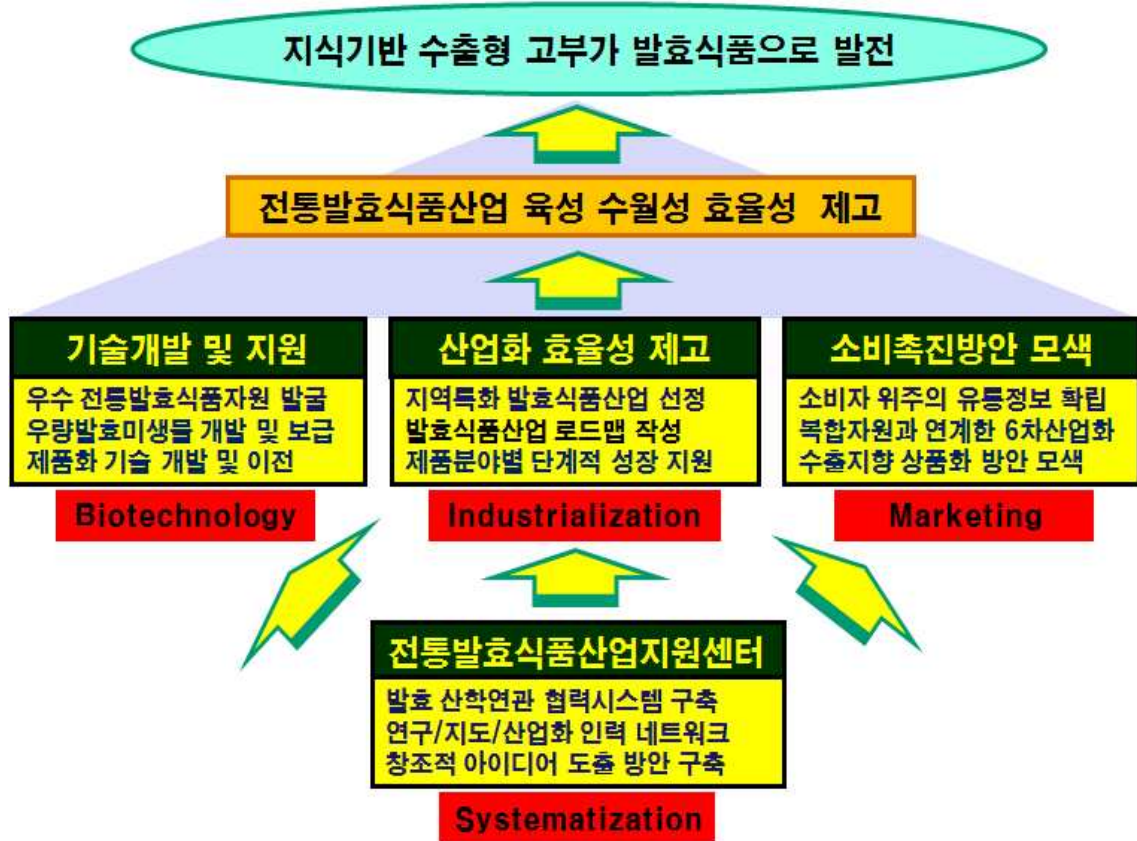 지식기반 수출형 고부가 발효식품으로 발전
전통발효식품산업 육성 수월성 효율성 제고
기술개발 및 지원
우수 전통발효식품자원 발굴
우량발효미생물 개발 및 보급
제품화 기술 개발 및 이전
Biotechnology
산업화 효율성 제고
지역특화 발효식품산업 선정
발효식품산업 로드맵 작성
제품분야별 단계적 성장 지원
Industrialization
소비촉진방안 모색
소비자 위주의 유통정보 확립
복합자원과 연계한 6차산업화
수출지향 상품화 방안 모색
Marketing
전통발효식품산업지원센터
발효 산학연관 협력시스템 구축
연구/지도/산업화 인력 네트워크
창조적 아이디어 도출 방안 구축
Systematization